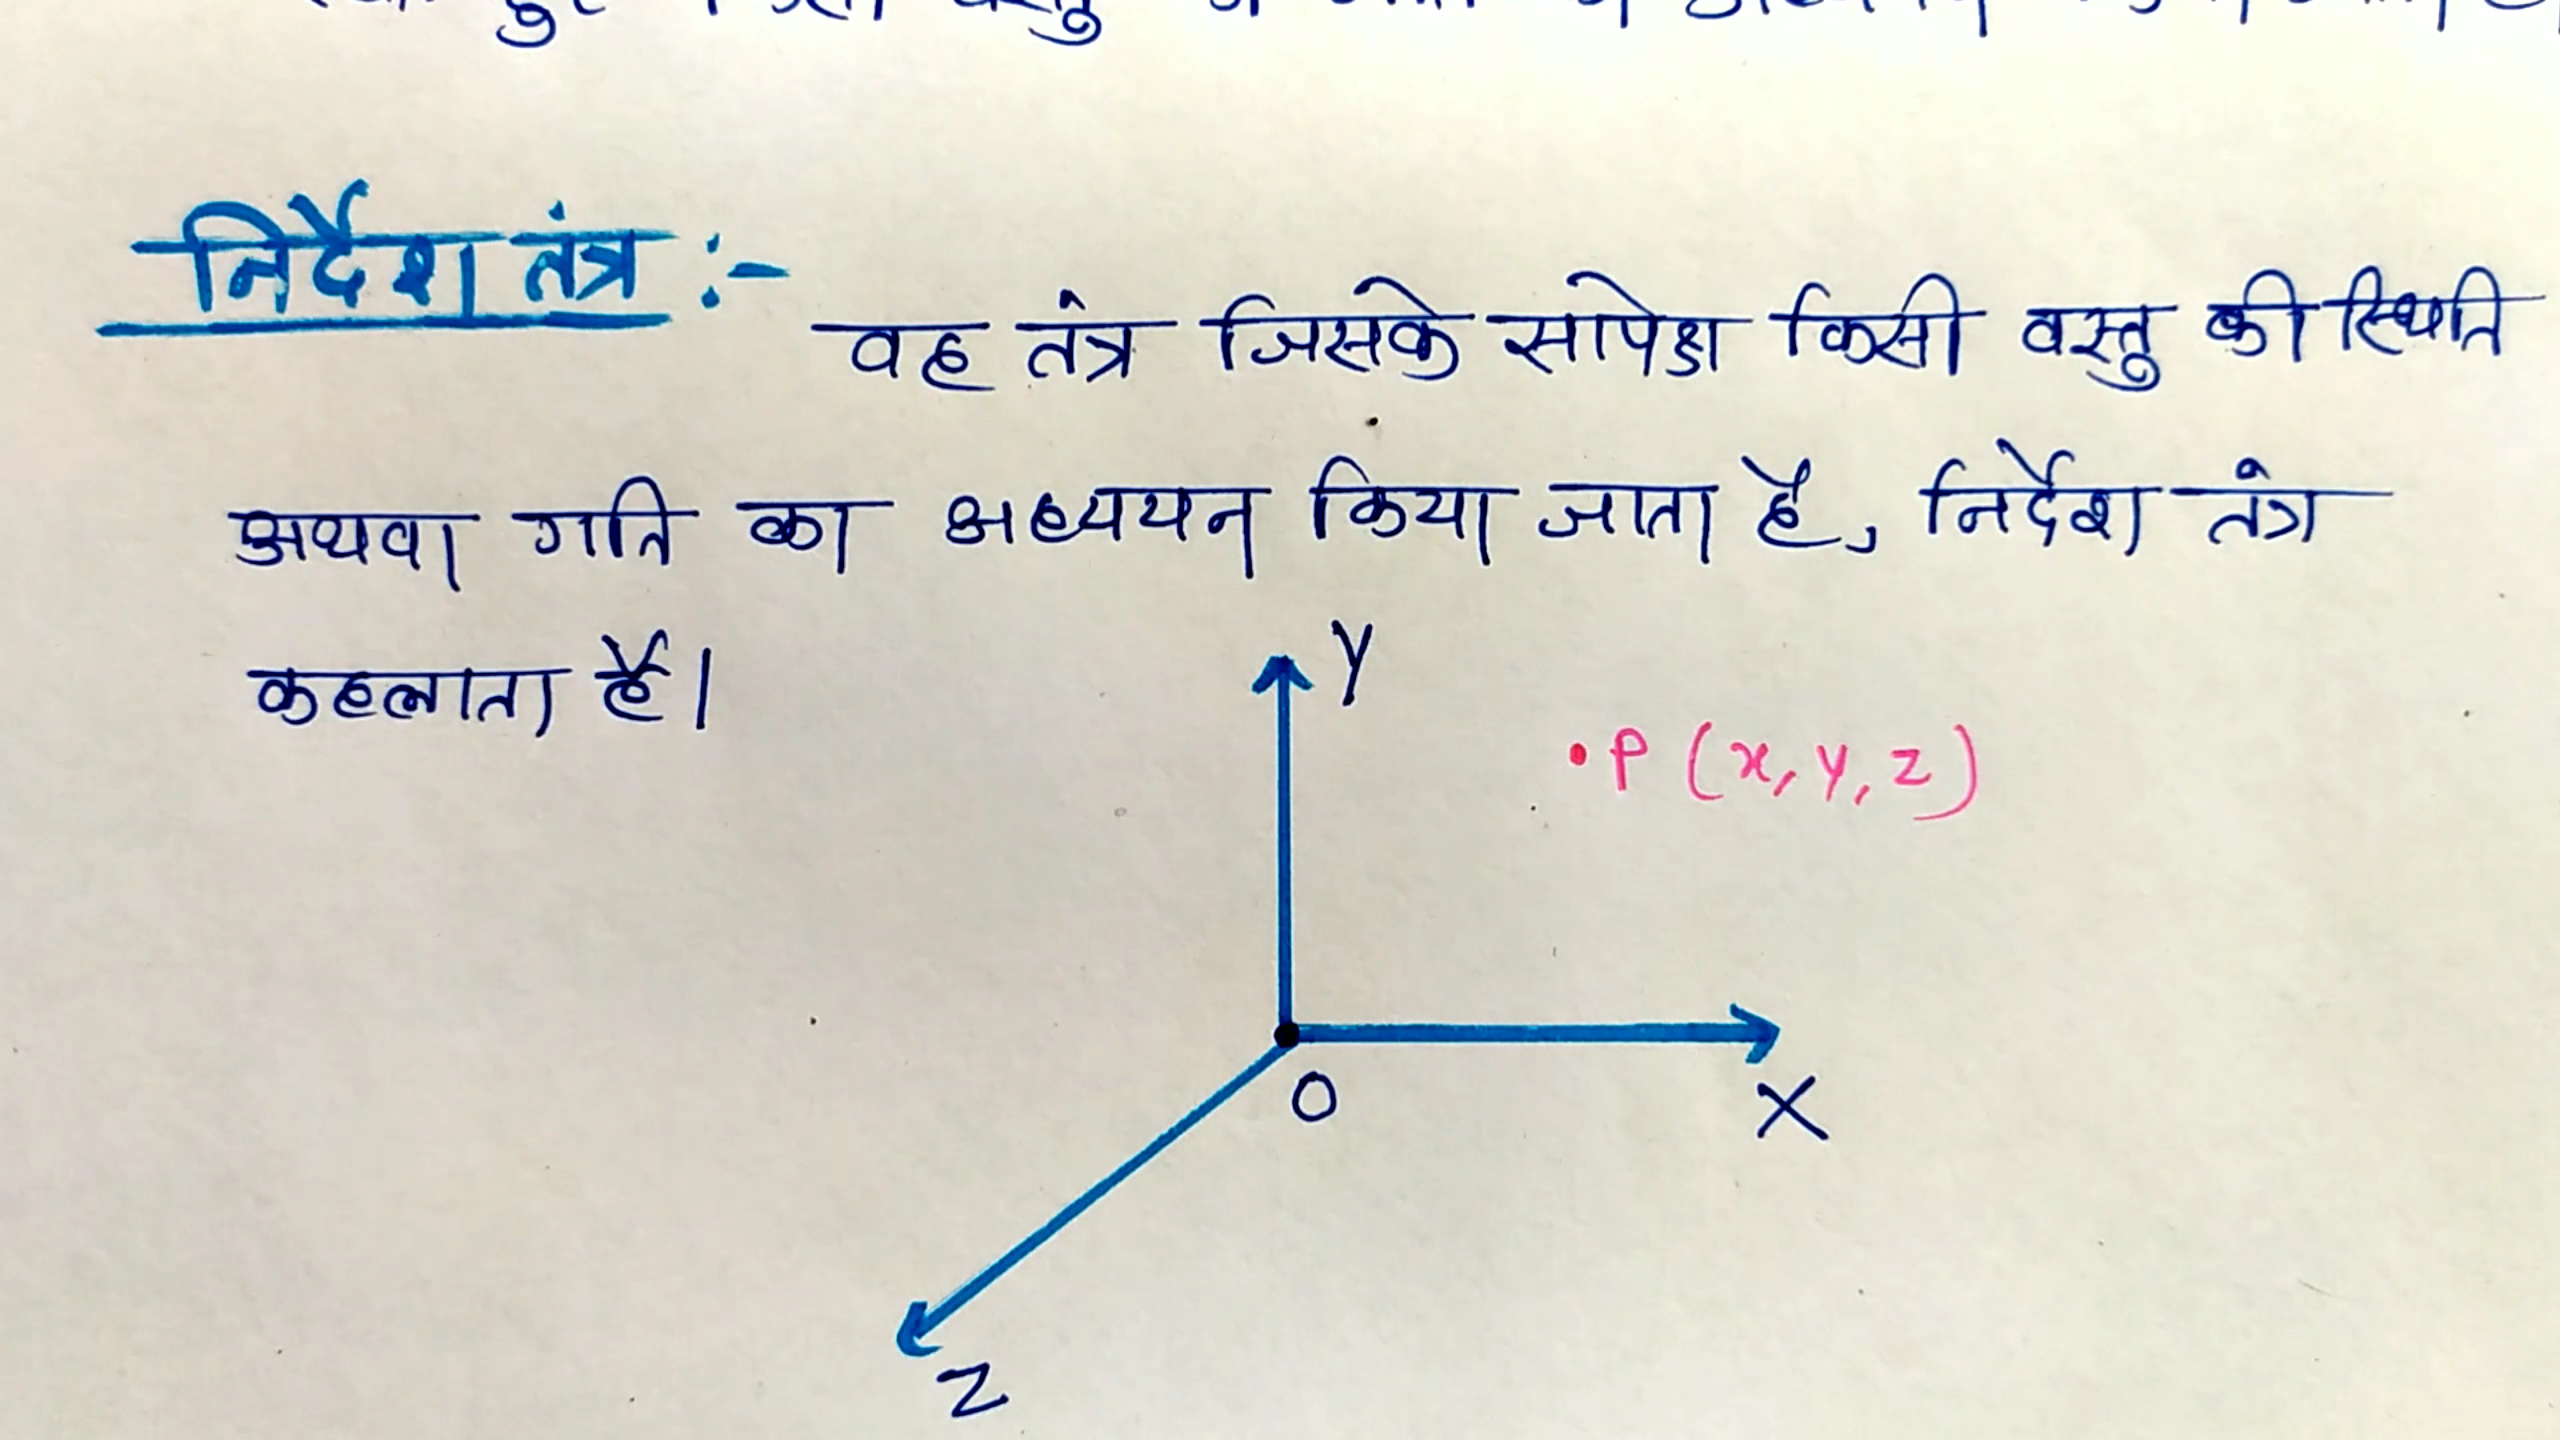 निर्देश तंत्र :-
वह तंत्र जिसके सापेक्ष किसी वस्तु की स्थिति
अथवा गति का अध्ययन किया जाता है, निर्देश तंत्र
कहलाता है।
Y
• P (x, y, z)
O
X
Z